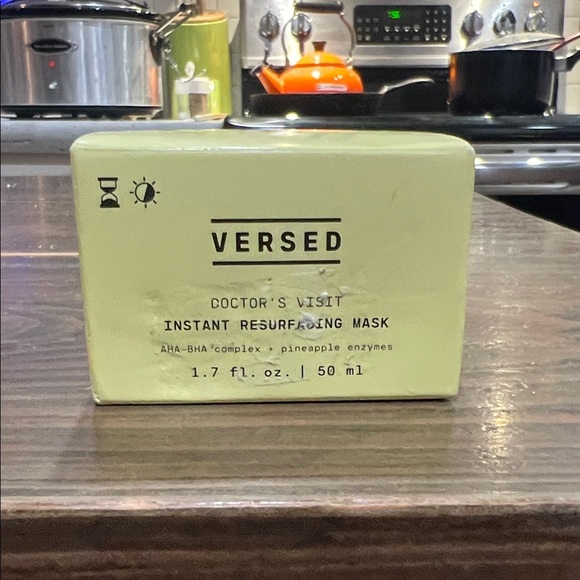 VERSED
DOCTOR'S VISIT
INSTANT RESURFACING MASK
AHA-BHA complex + pineapple enzymes
1.7 fl. oz. | 50 ml